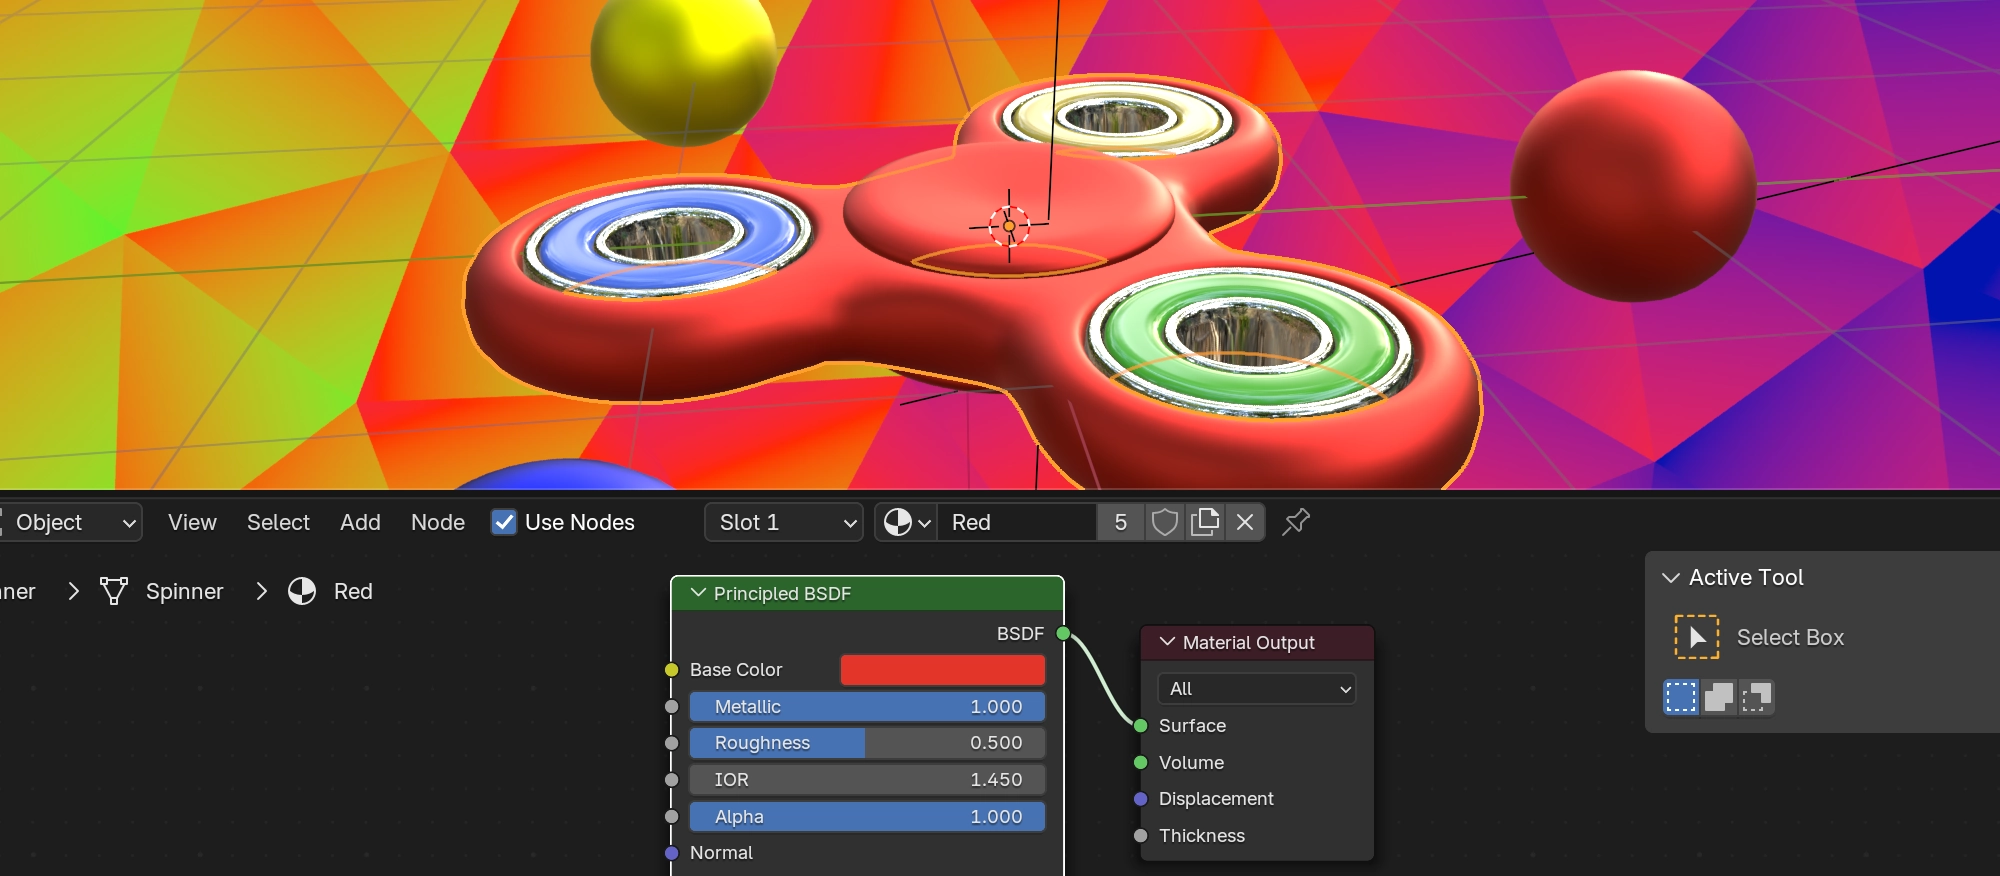 Object View Select Add Node Use Nodes Slot 1 Red 5
ner > Spinner > Red
Active Tool
Select Box
Principled BSDF
BSDF
Base Color
Metallic 1.000
Roughness 0.500
IOR 1.450
Alpha 1.000
Normal
Material Output
All
Surface
Volume
Displacement
Thickness